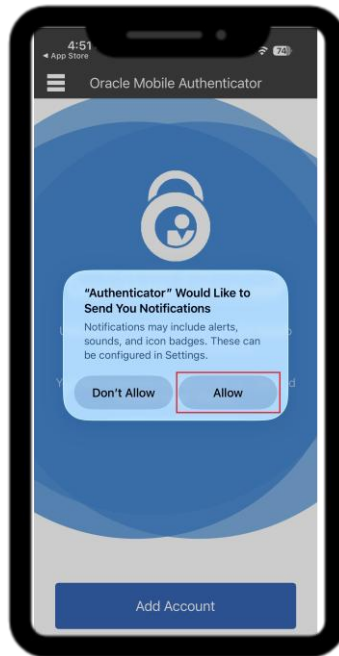 4:51
◄ App Store
74
Oracle Mobile Authenticator
"Authenticator" Would Like to
Send You Notifications
Notifications may include alerts,
sounds, and icon badges. These can
be configured in Settings.
Don't Allow
Allow
Add Account